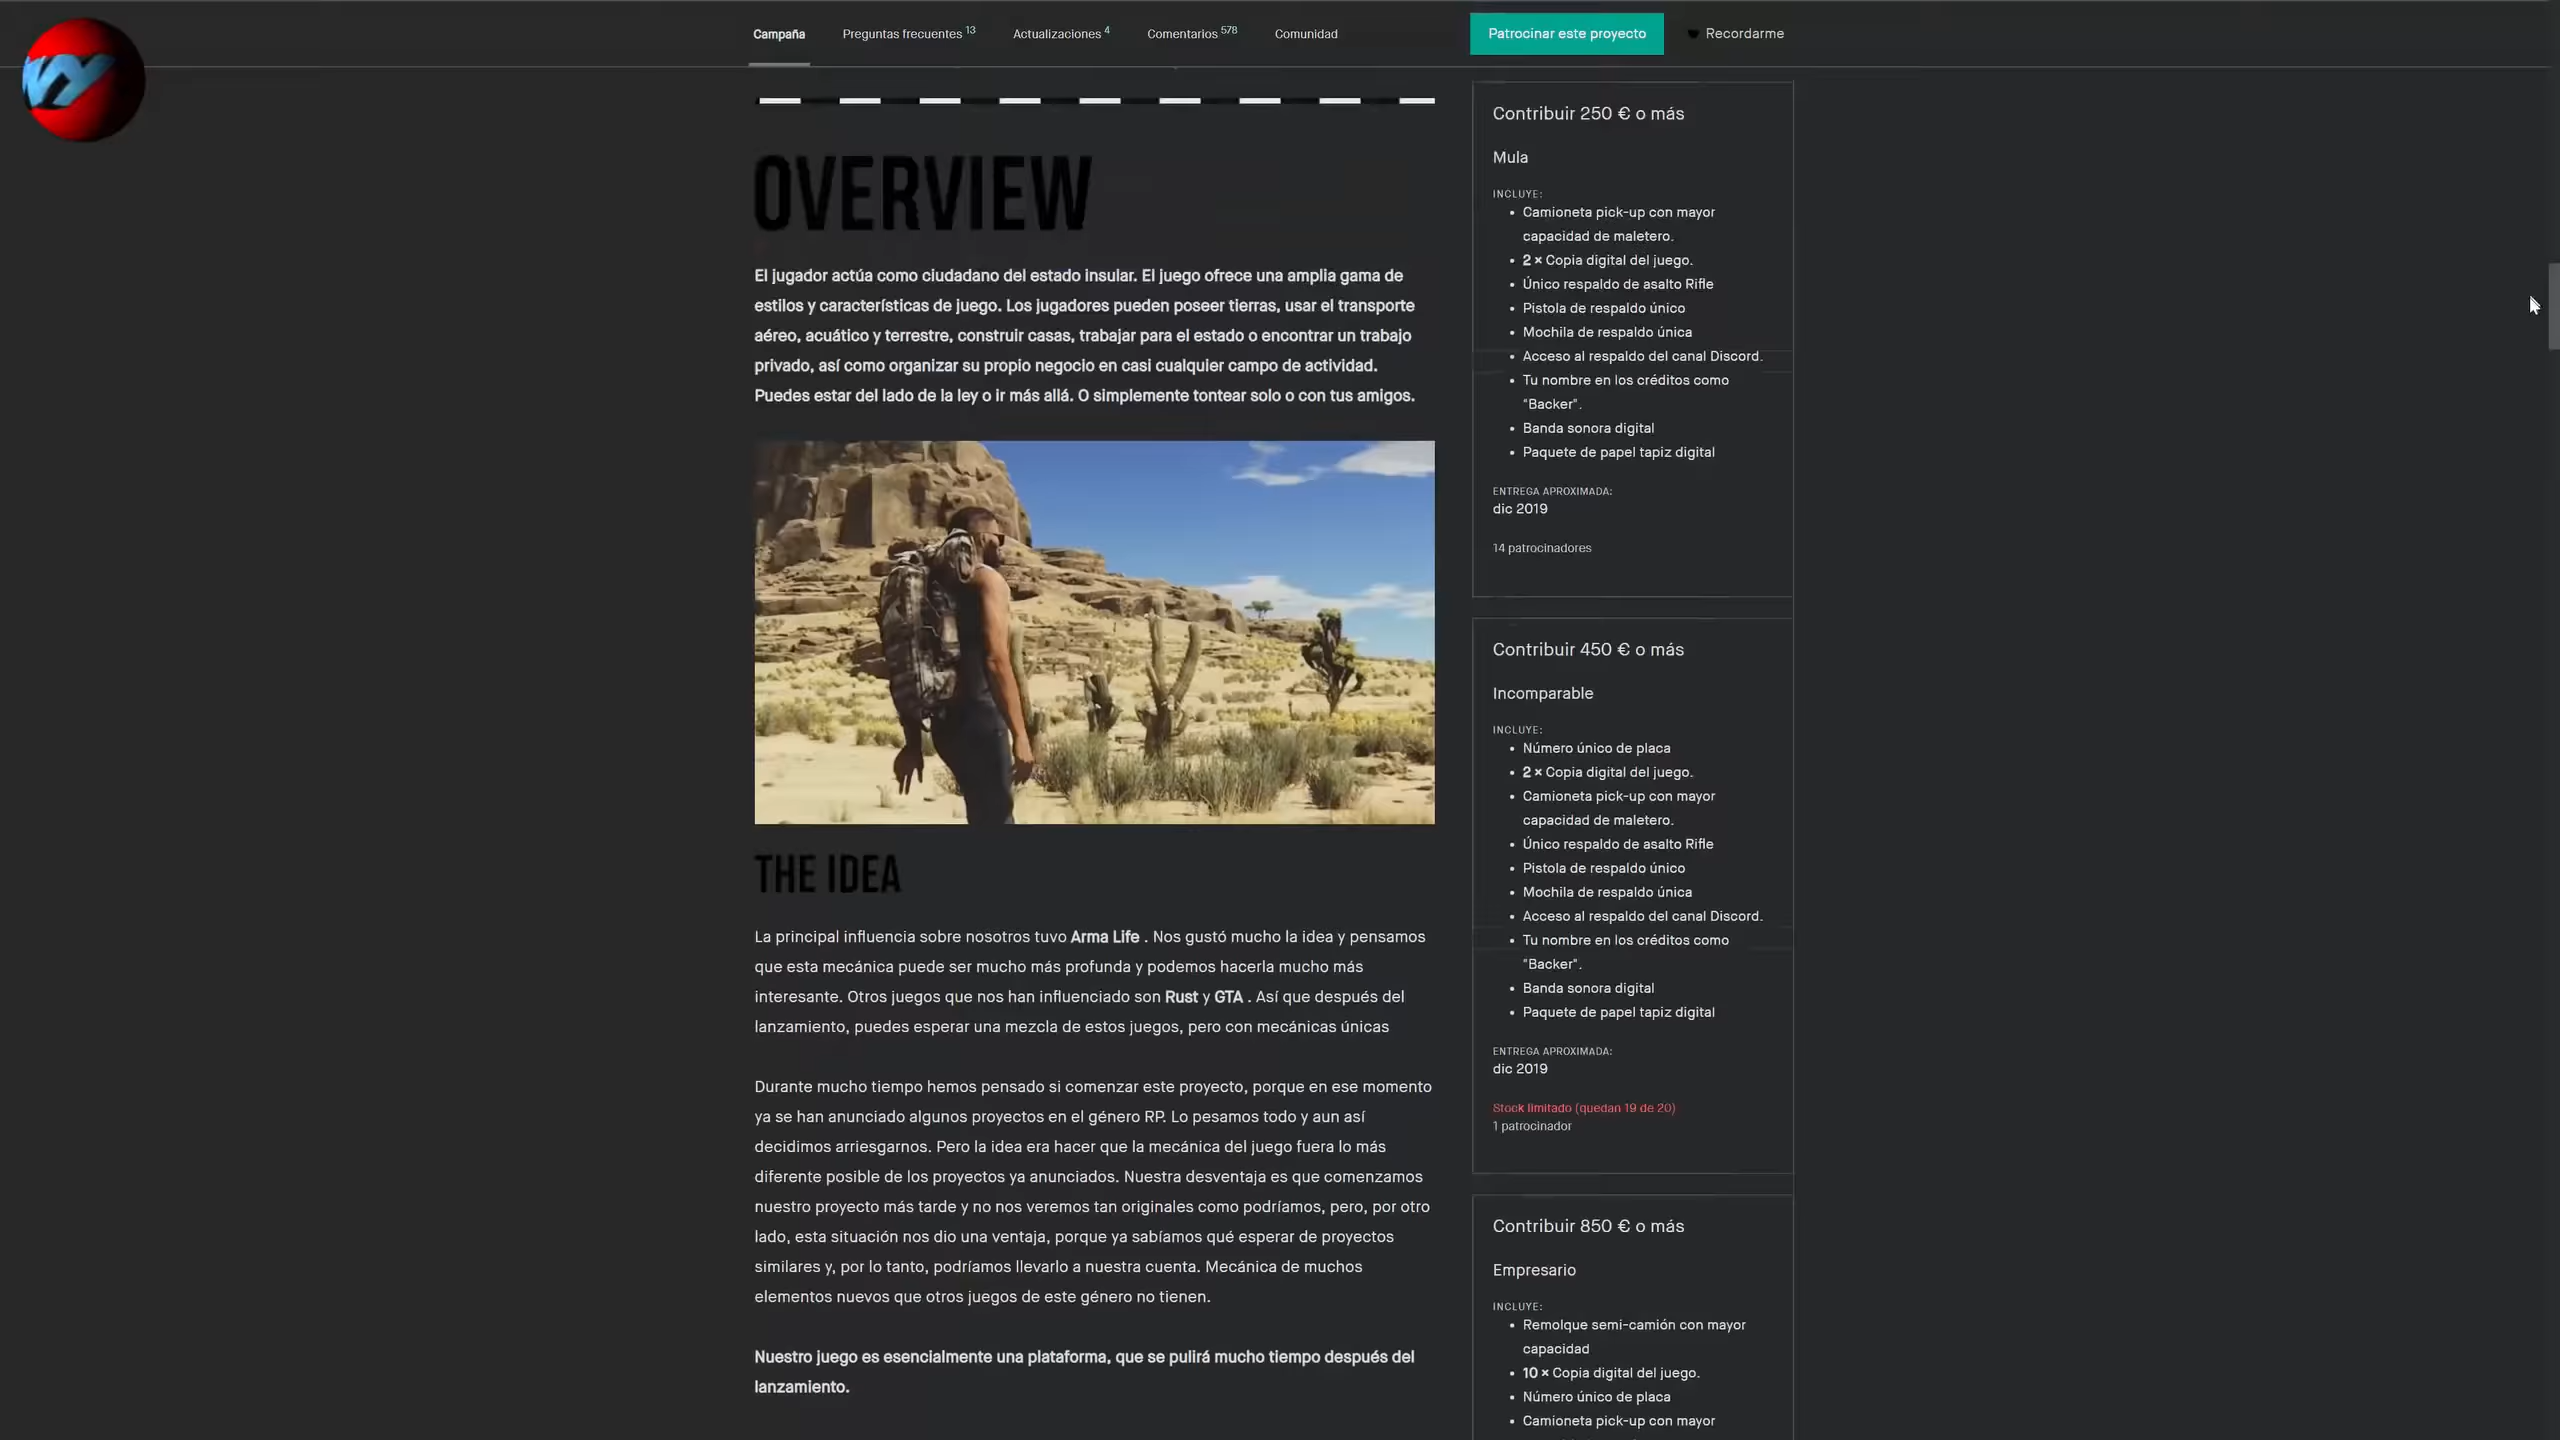 Campaña
Preguntas frecuentes 13
Actualizaciones 4
Comentarios 578
Comunidad
Patrocinar este proyecto
Recordarme
OVERVIEW
El jugador actúa como ciudadano del estado insular. El juego ofrece una amplia gama de
estilos y características de juego. Los jugadores pueden poseer tierras, usar el transporte
aéreo, acuático y terrestre, construir casas, trabajar para el estado o encontrar un trabajo
privado, así como organizar su propio negocio en casi cualquier campo de actividad.
Puedes estar del lado de la ley o ir más allá. O simplemente tontear solo o con tus amigos.
THE IDEA
La principal influencia sobre nosotros tuvo Arma Life . Nos gustó mucho la idea y pensamos
que esta mecánica puede ser mucho más profunda y podemos hacerla mucho más
interesante. Otros juegos que nos han influenciado son Rust y GTA . Así que después del
lanzamiento, puedes esperar una mezcla de estos juegos, pero con mecánicas únicas
Durante mucho tiempo hemos pensado si comenzar este proyecto, porque en ese momento
ya se han anunciado algunos proyectos en el género RP. Lo pesamos todo y aun así
decidimos arriesgarnos. Pero la idea era hacer que la mecánica del juego fuera lo más
diferente posible de los proyectos ya anunciados. Nuestra desventaja es que comenzamos
nuestro proyecto más tarde y no nos veremos tan originales como podríamos, pero, por otro
lado, esta situación nos dio una ventaja, porque ya sabíamos qué esperar de proyectos
similares y, por lo tanto, podríamos llevarlo a nuestra cuenta. Mecánica de muchos
elementos nuevos que otros juegos de este género no tienen.
Nuestro juego es esencialmente una plataforma, que se pulirá mucho tiempo después del
lanzamiento.
Contribuir 250 € o más
Mula
INCLUYE:
• Camioneta pick-up con mayor
capacidad de maletero.
• 2 × Copia digital del juego.
• Único respaldo de asalto Rifle
• Pistola de respaldo único
• Mochila de respaldo única
• Acceso al respaldo del canal Discord.
• Tu nombre en los créditos como
"Backer".
• Banda sonora digital
• Paquete de papel tapiz digital
ENTREGA APROXIMADA:
dic 2019
14 patrocinadores
Contribuir 450 € o más
Incomparable
INCLUYE:
• Número único de placa
• 2 × Copia digital del juego.
• Camioneta pick-up con mayor
capacidad de maletero.
• Único respaldo de asalto Rifle
• Pistola de respaldo único
• Mochila de respaldo única
• Acceso al respaldo del canal Discord.
• Tu nombre en los créditos como
"Backer".
• Banda sonora digital
• Paquete de papel tapiz digital
ENTREGA APROXIMADA:
dic 2019
Stock limitado (quedan 19 de 20)
1 patrocinador
Contribuir 850 € o más
Empresario
INCLUYE:
• Remolque semi-camión con mayor
capacidad
• 10 × Copia digital del juego.
• Número único de placa
• Camioneta pick-up con mayor